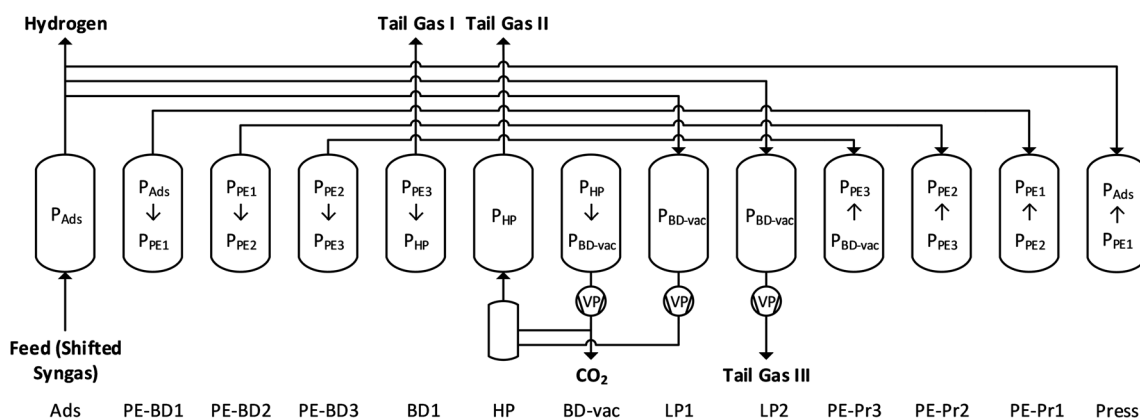 Hydrogen
Tail Gas I
Tail Gas II
P_Ads
P_Ads
↓
P_PE1
P_PE1
↓
P_PE2
P_PE2
↓
P_PE3
P_PE3
↓
P_HP
P_HP
P_HP
↓
P_BD-vac
P_BD-vac
P_BD-vac
P_PE3
↑
P_BD-vac
P_PE2
↑
P_PE3
P_PE1
↑
P_PE2
P_Ads
↑
P_PE1
VP
VP
VP
Feed (Shifted
Syngas)
CO₂
Tail Gas III
Ads
PE-BD1
PE-BD2
PE-BD3
BD1
HP
BD-vac
LP1
LP2
PE-Pr3
PE-Pr2
PE-Pr1
Press